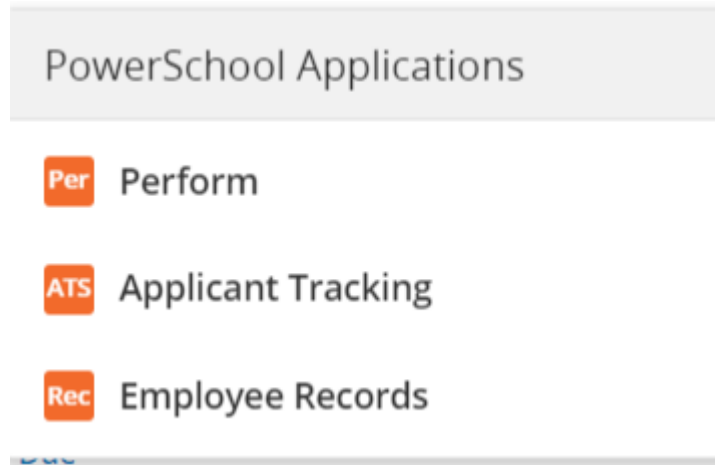 PowerSchool Applications
Per Perform
ATS Applicant Tracking
Rec Employee Records